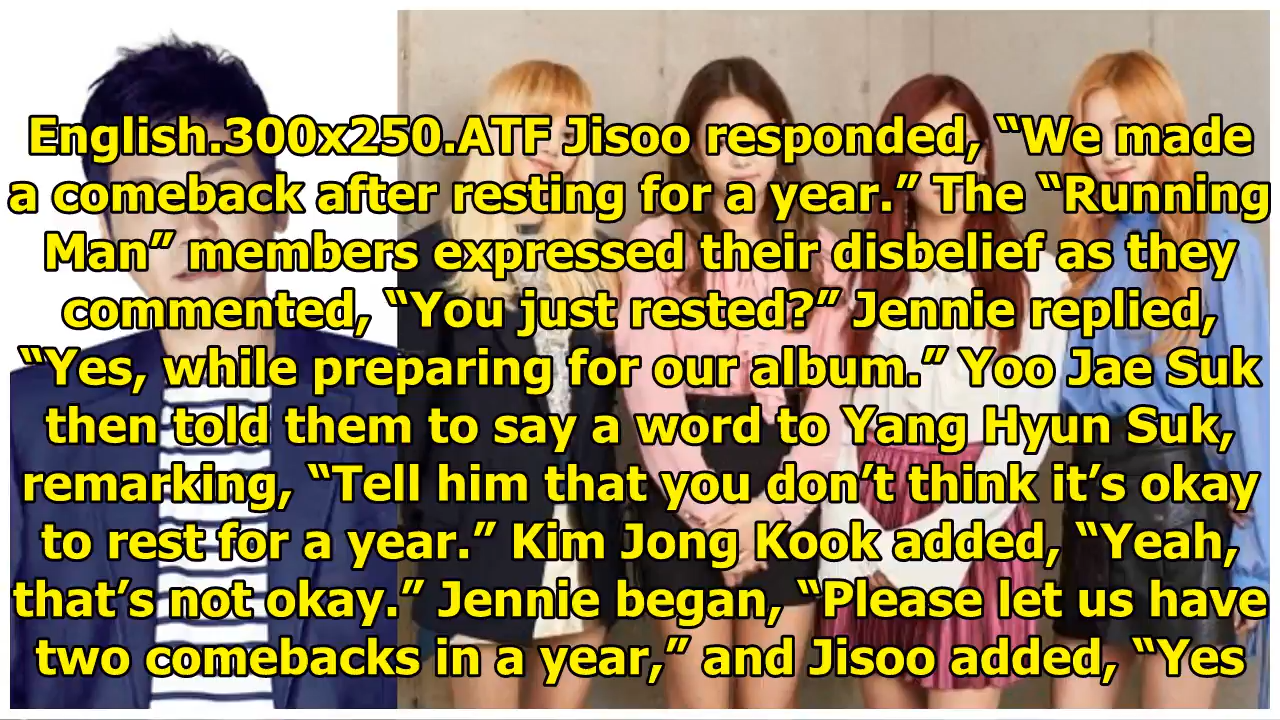 English.300x250.ATF Jisoo responded, “We made
a comeback after resting for a year.” The “Running
Man” members expressed their disbelief as they
commented, “You just rested?” Jennie replied,
“Yes, while preparing for our album.” Yoo Jae Suk
then told them to say a word to Yang Hyun Suk,
remarking, “Tell him that you don’t think it’s okay
to rest for a year.” Kim Jong Kook added, “Yeah,
that’s not okay.” Jennie began, “Please let us have
two comebacks in a year,” and Jisoo added, “Yes